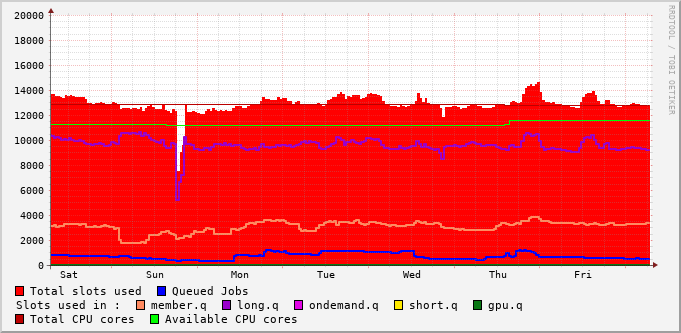 RRDTOOL / TOBI OETIKER
20000
18000
16000
14000
12000
10000
8000
6000
4000
2000
0
Sat Sun Mon Tue Wed Thu Fri
Total slots used Queued Jobs
Slots used in : member.q long.q ondemand.q short.q gpu.q
Total CPU cores Available CPU cores